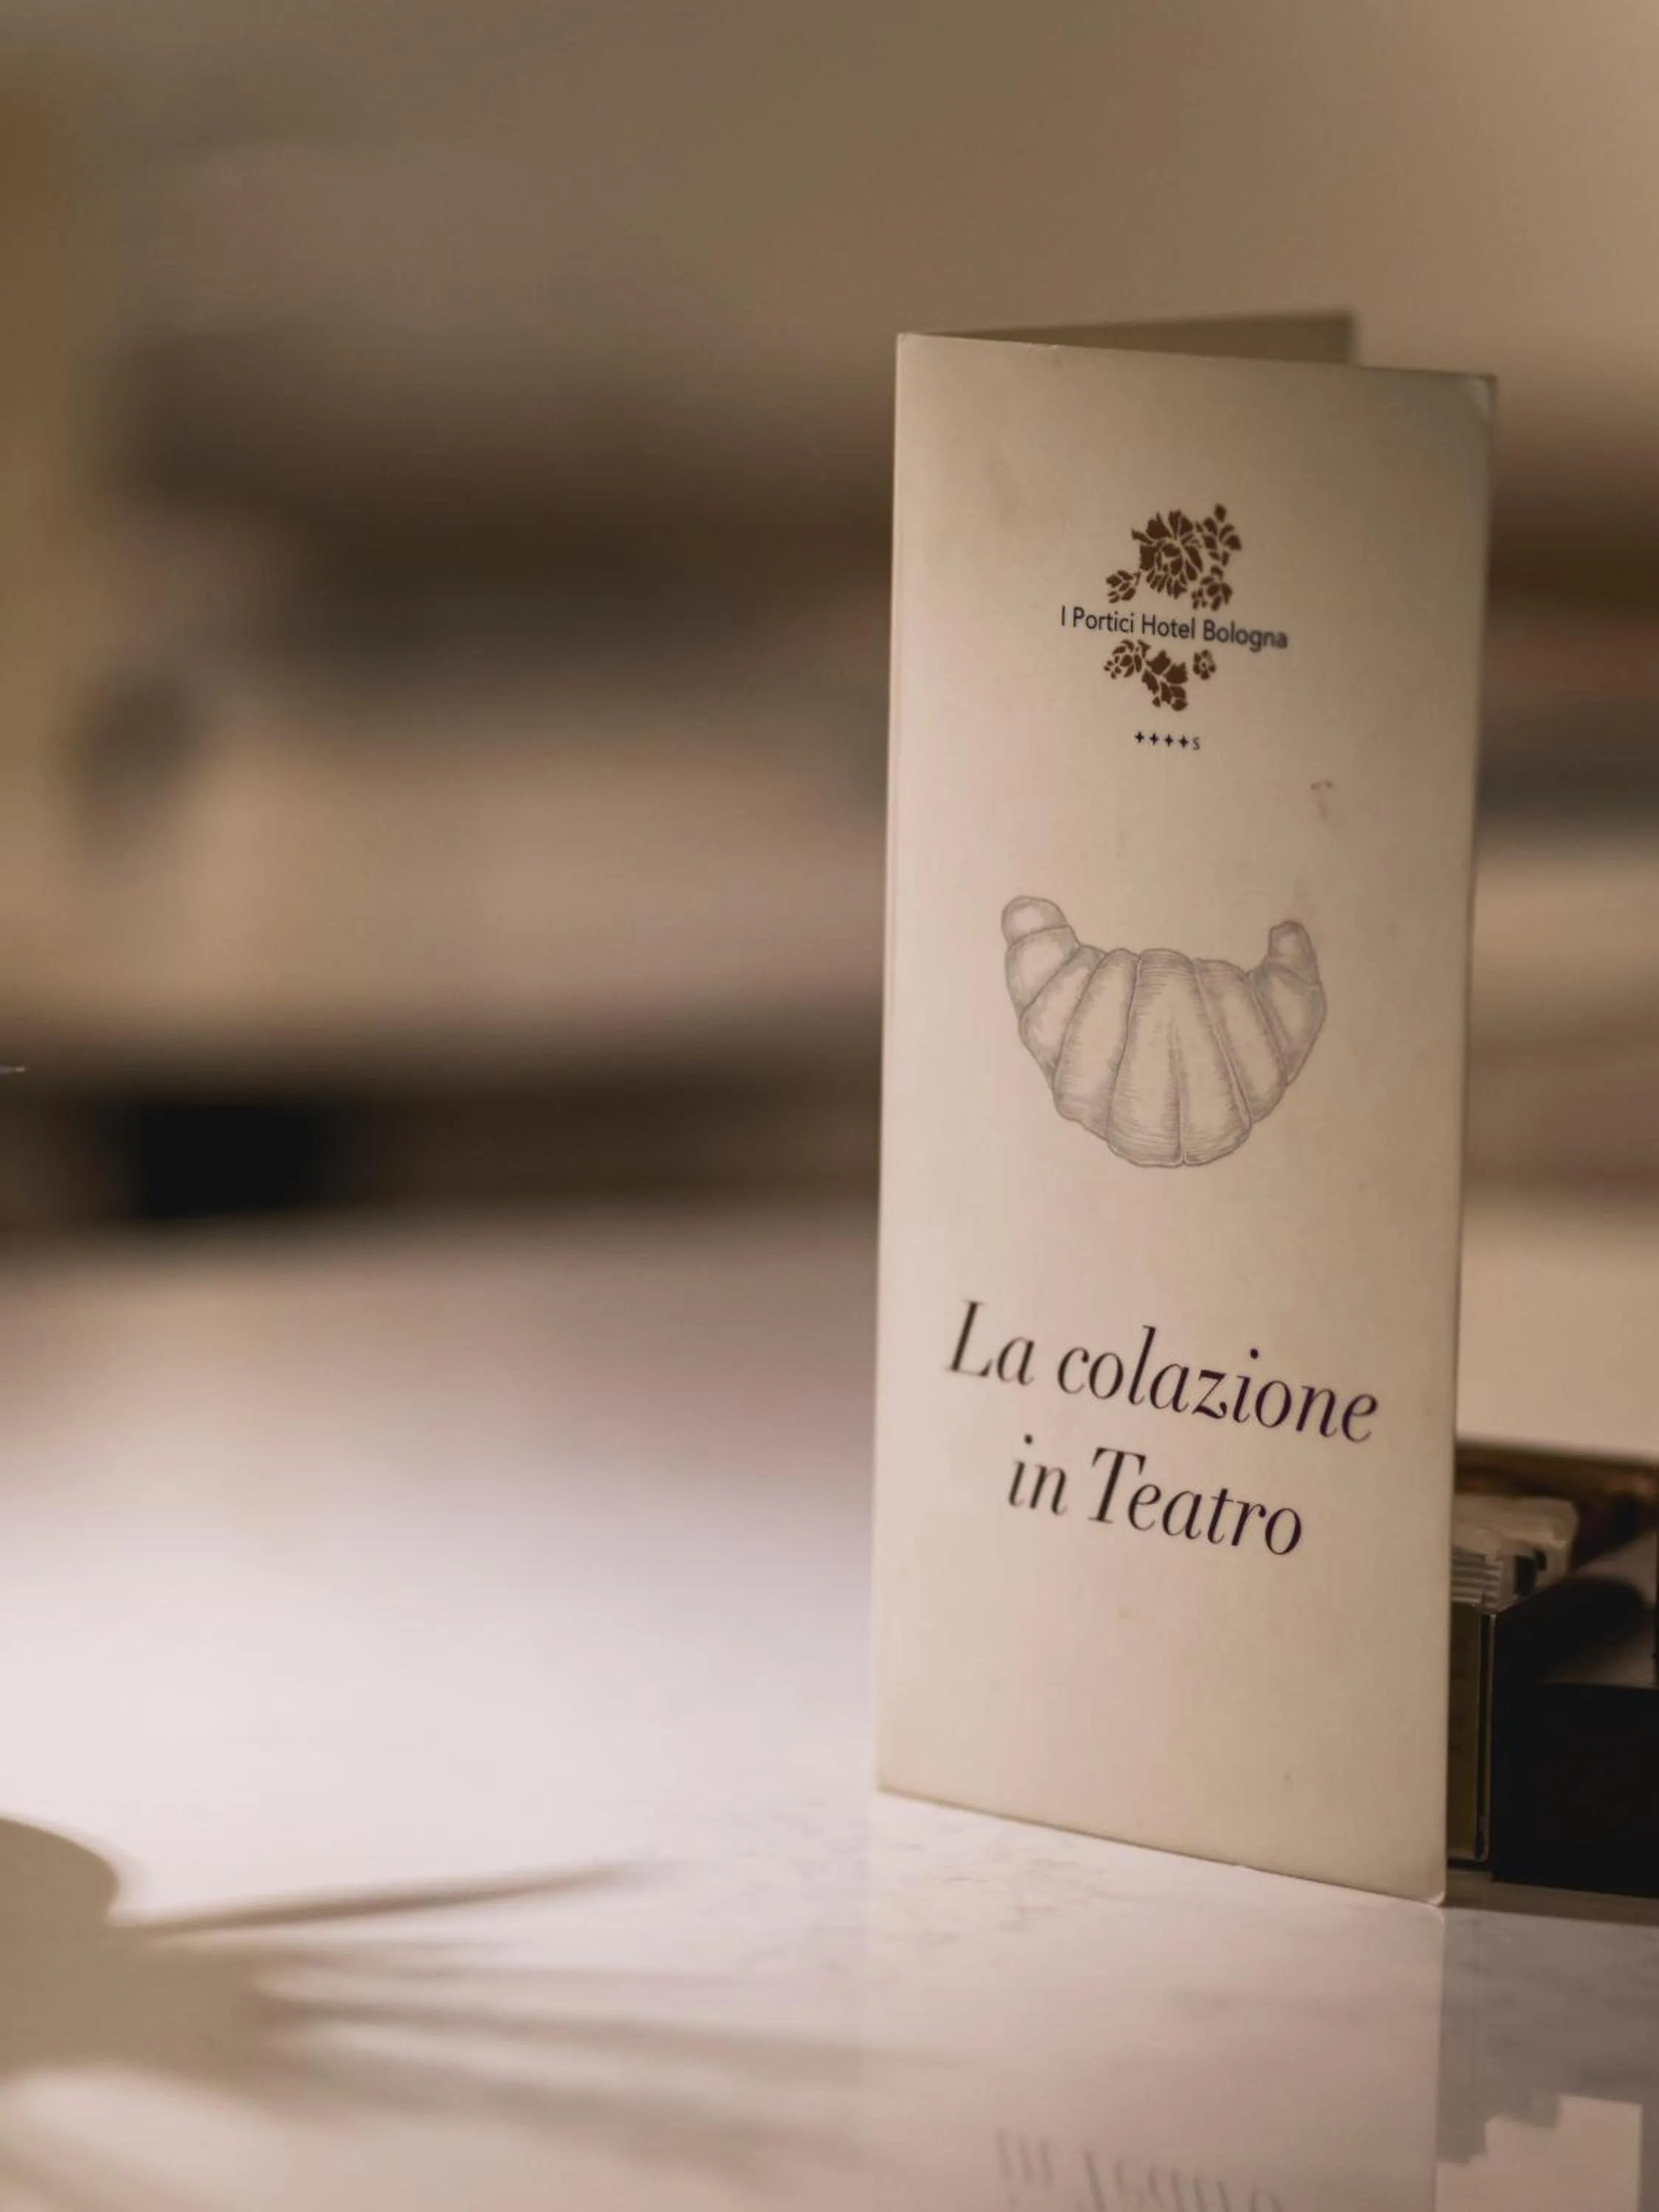 I Portici Hotel Bologna
++++S
La colazione
in Teatro